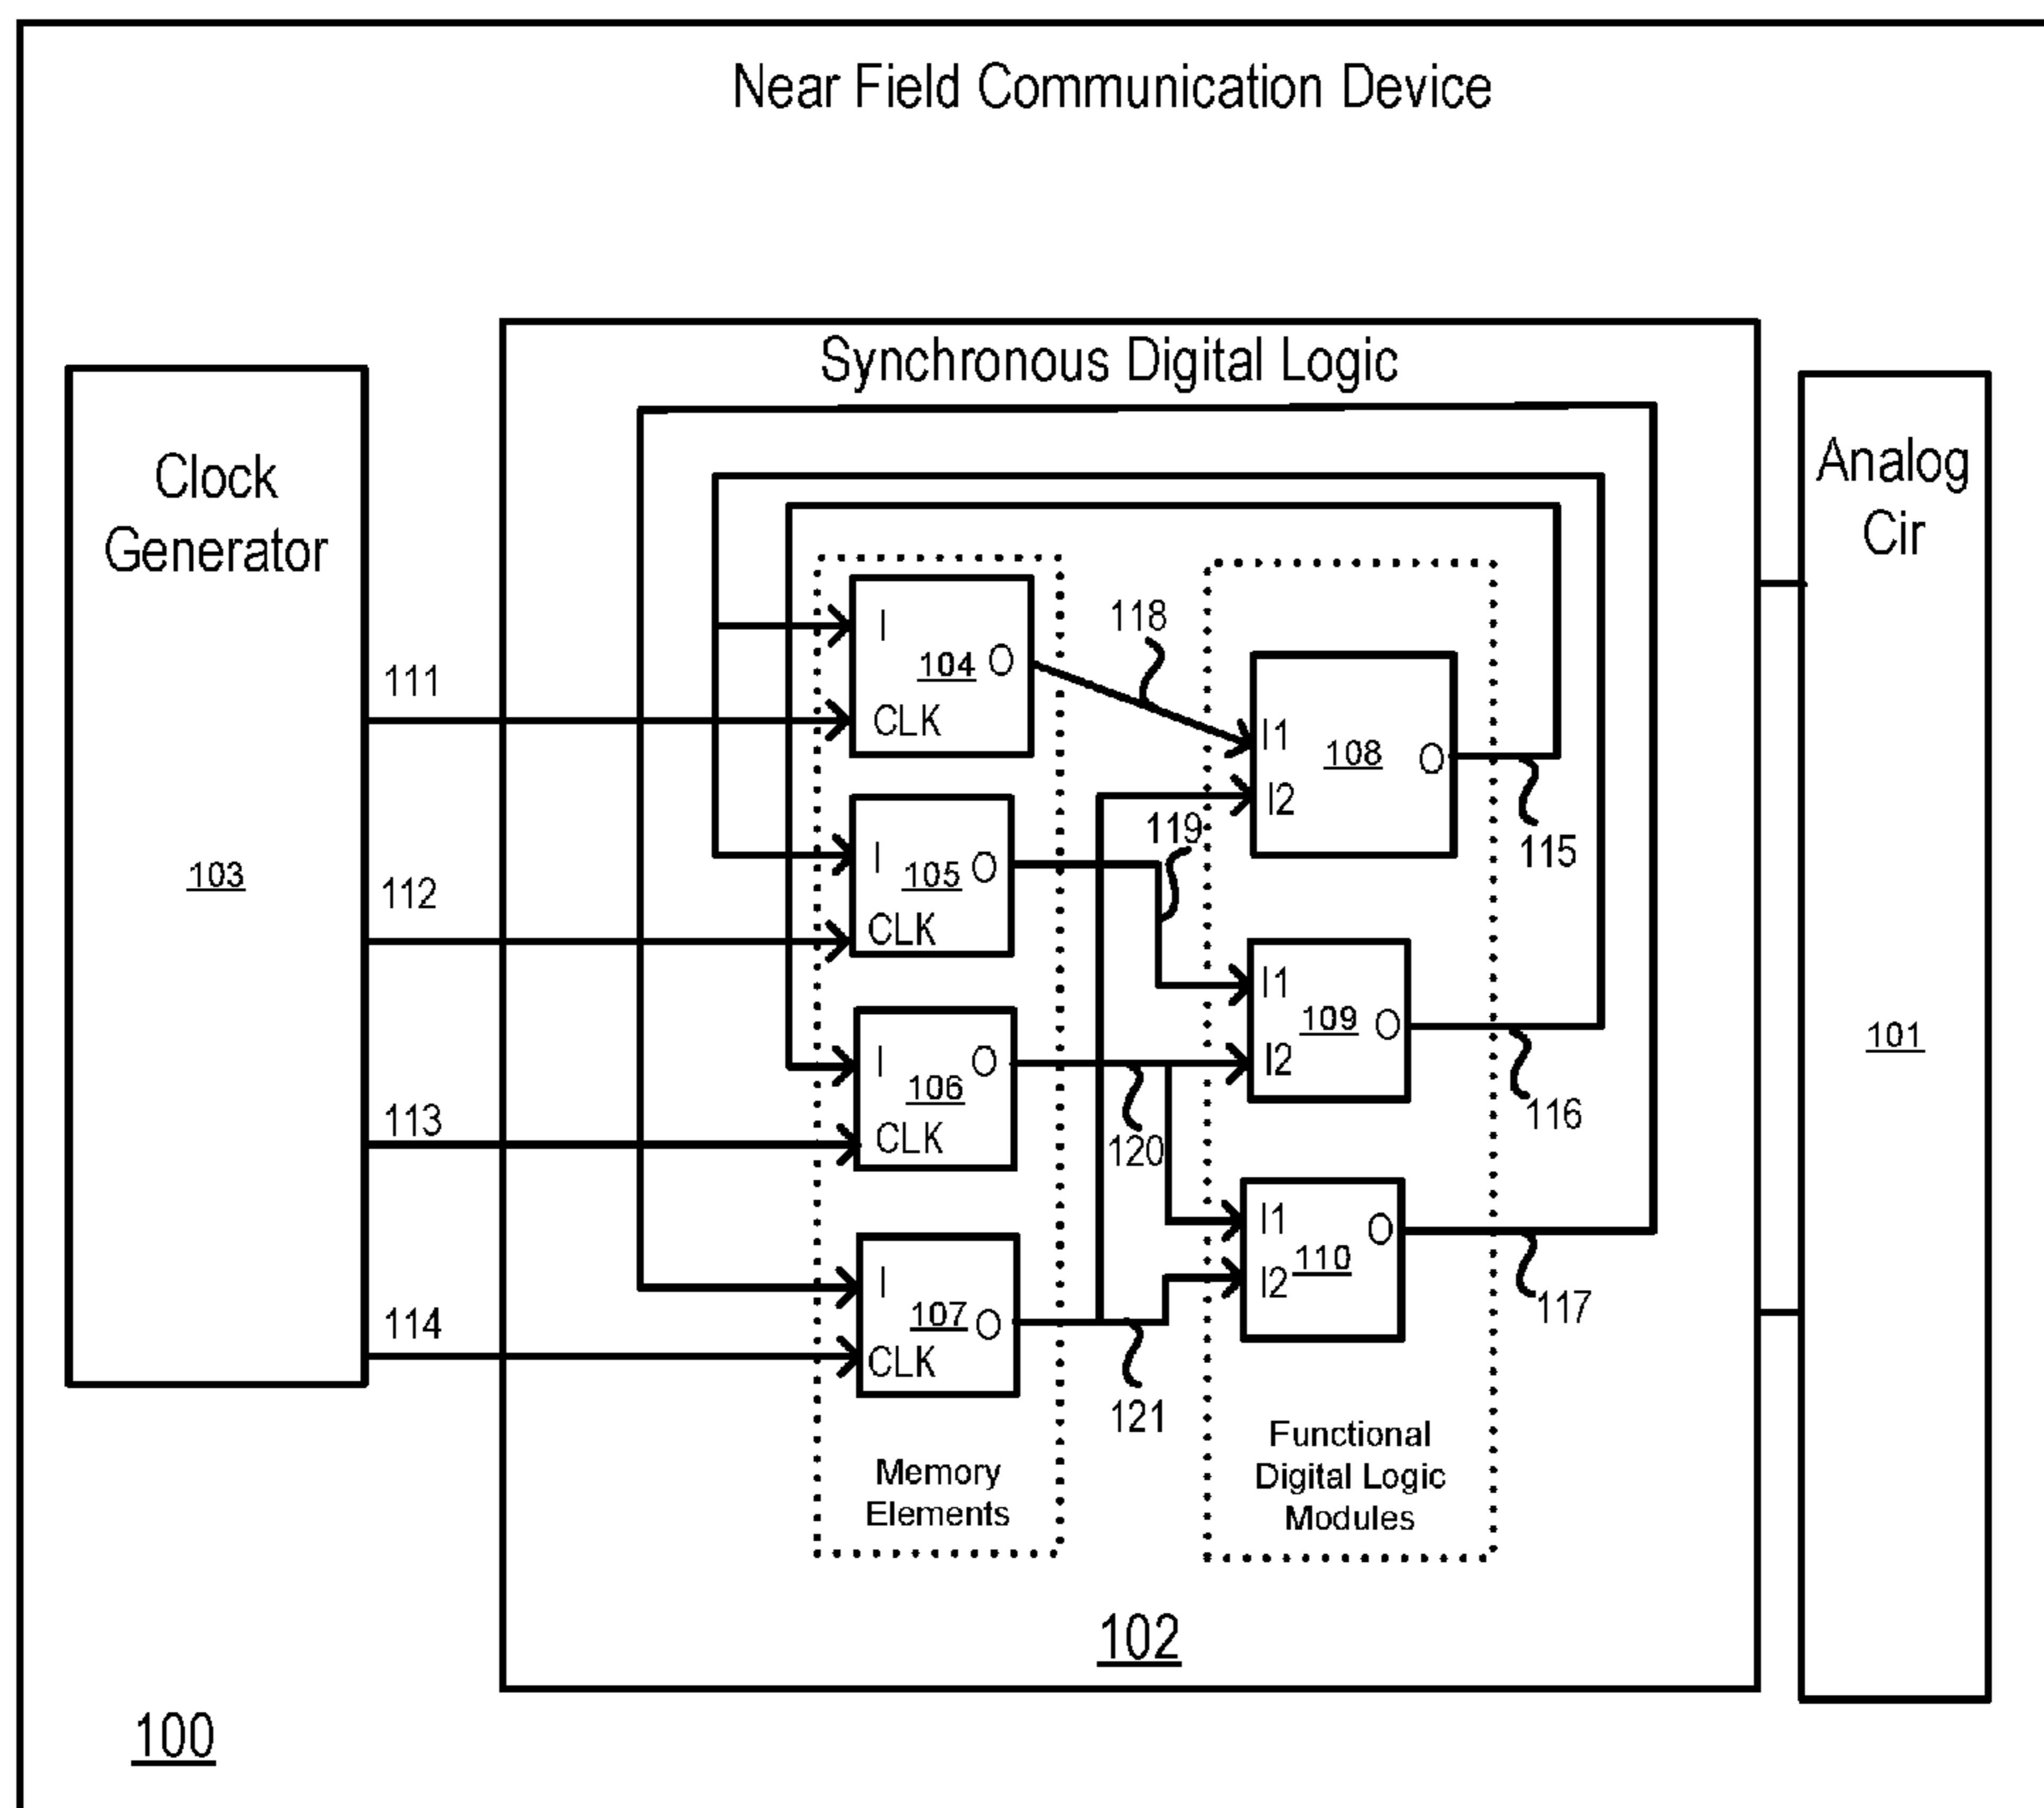 Near Field Communication Device
Synchronous Digital Logic
Clock
Generator
103
Analog
Cir
101
111
112
113
114
I
104 O
CLK
I
105 O
CLK
I
106 O
CLK
I
107 O
CLK
118
119
120
121
I1
I2
108
O
I1
I2
109 O
I1
I2
110 O
115
116
117
Memory
Elements
Functional
Digital Logic
Modules
102
100